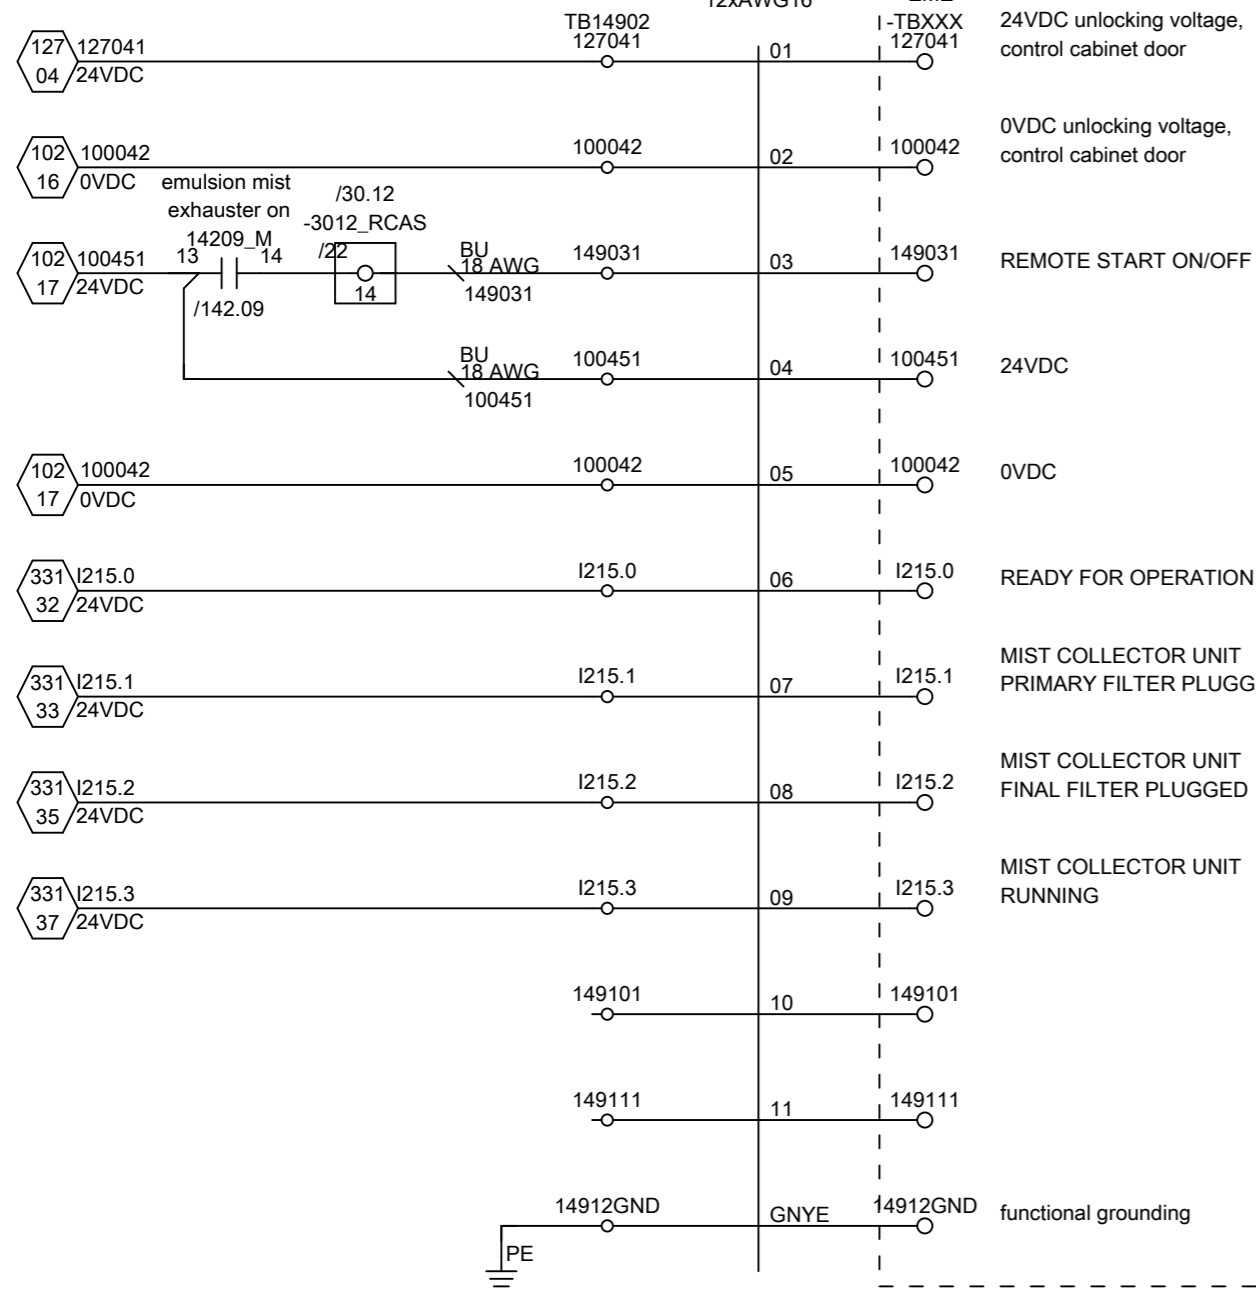 12xAWG16
TB14902
-TBXXX
24VDC unlocking voltage,
control cabinet door
127
04
127041
24VDC
127041
01
127041
0VDC unlocking voltage,
control cabinet door
102
16
100042
0VDC
100042
02
100042
emulsion mist
exhauster on
14209_M
/30.12
-3012_RCAS
/22
102
17
100451
24VDC
13
14
/142.09
14
BU
18 AWG
149031
149031
03
149031
REMOTE START ON/OFF
BU
18 AWG
100451
100451
04
100451
24VDC
102
17
100042
0VDC
100042
05
100042
0VDC
331
32
I215.0
24VDC
I215.0
06
I215.0
READY FOR OPERATION
331
33
I215.1
24VDC
I215.1
07
I215.1
MIST COLLECTOR UNIT
PRIMARY FILTER PLUGG
331
35
I215.2
24VDC
I215.2
08
I215.2
MIST COLLECTOR UNIT
FINAL FILTER PLUGGED
331
37
I215.3
24VDC
I215.3
09
I215.3
MIST COLLECTOR UNIT
RUNNING
149101
10
149101
149111
11
149111
14912GND
GNYE
14912GND
functional grounding
PE